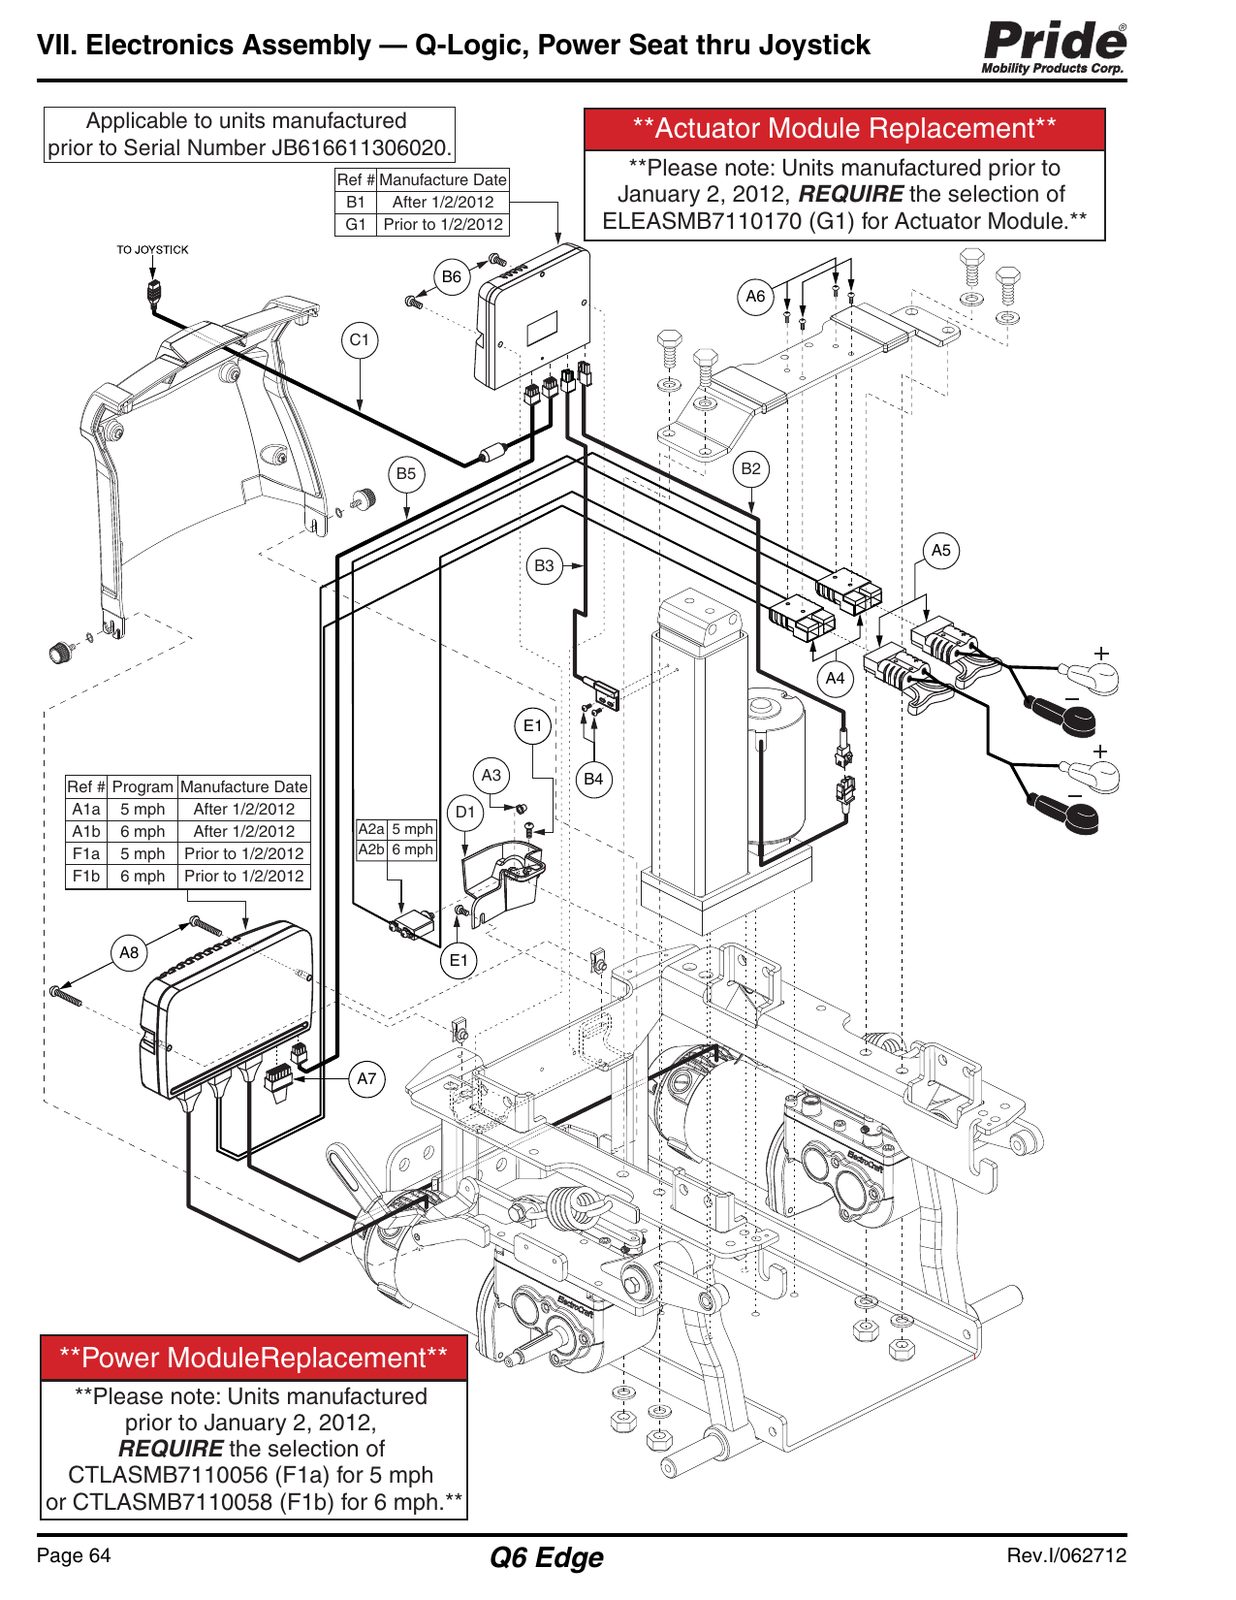 VII. Electronics Assembly — Q-Logic, Power Seat thru Joystick
Pride®
Mobility Products Corp.
Applicable to units manufactured
prior to Serial Number JB616611306020.
**Actuator Module Replacement**
**Please note: Units manufactured prior to
January 2, 2012, REQUIRE the selection of
ELEASMB7110170 (G1) for Actuator Module.**
Ref # Manufacture Date
B1 After 1/2/2012
G1 Prior to 1/2/2012
TO JOYSTICK
B6
A6
C1
B5
B2
B3
A5
A4
+
−
+
−
E1
B4
A3
D1
Ref # Program Manufacture Date
A1a 5 mph After 1/2/2012
A1b 6 mph After 1/2/2012
F1a 5 mph Prior to 1/2/2012
F1b 6 mph Prior to 1/2/2012
A2a 5 mph
A2b 6 mph
A8
E1
A7
ElectroCraft
ElectroCraft
**Power ModuleReplacement**
**Please note: Units manufactured
prior to January 2, 2012,
REQUIRE the selection of
CTLASMB7110056 (F1a) for 5 mph
or CTLASMB7110058 (F1b) for 6 mph.**
Page 64
Q6 Edge
Rev.I/062712